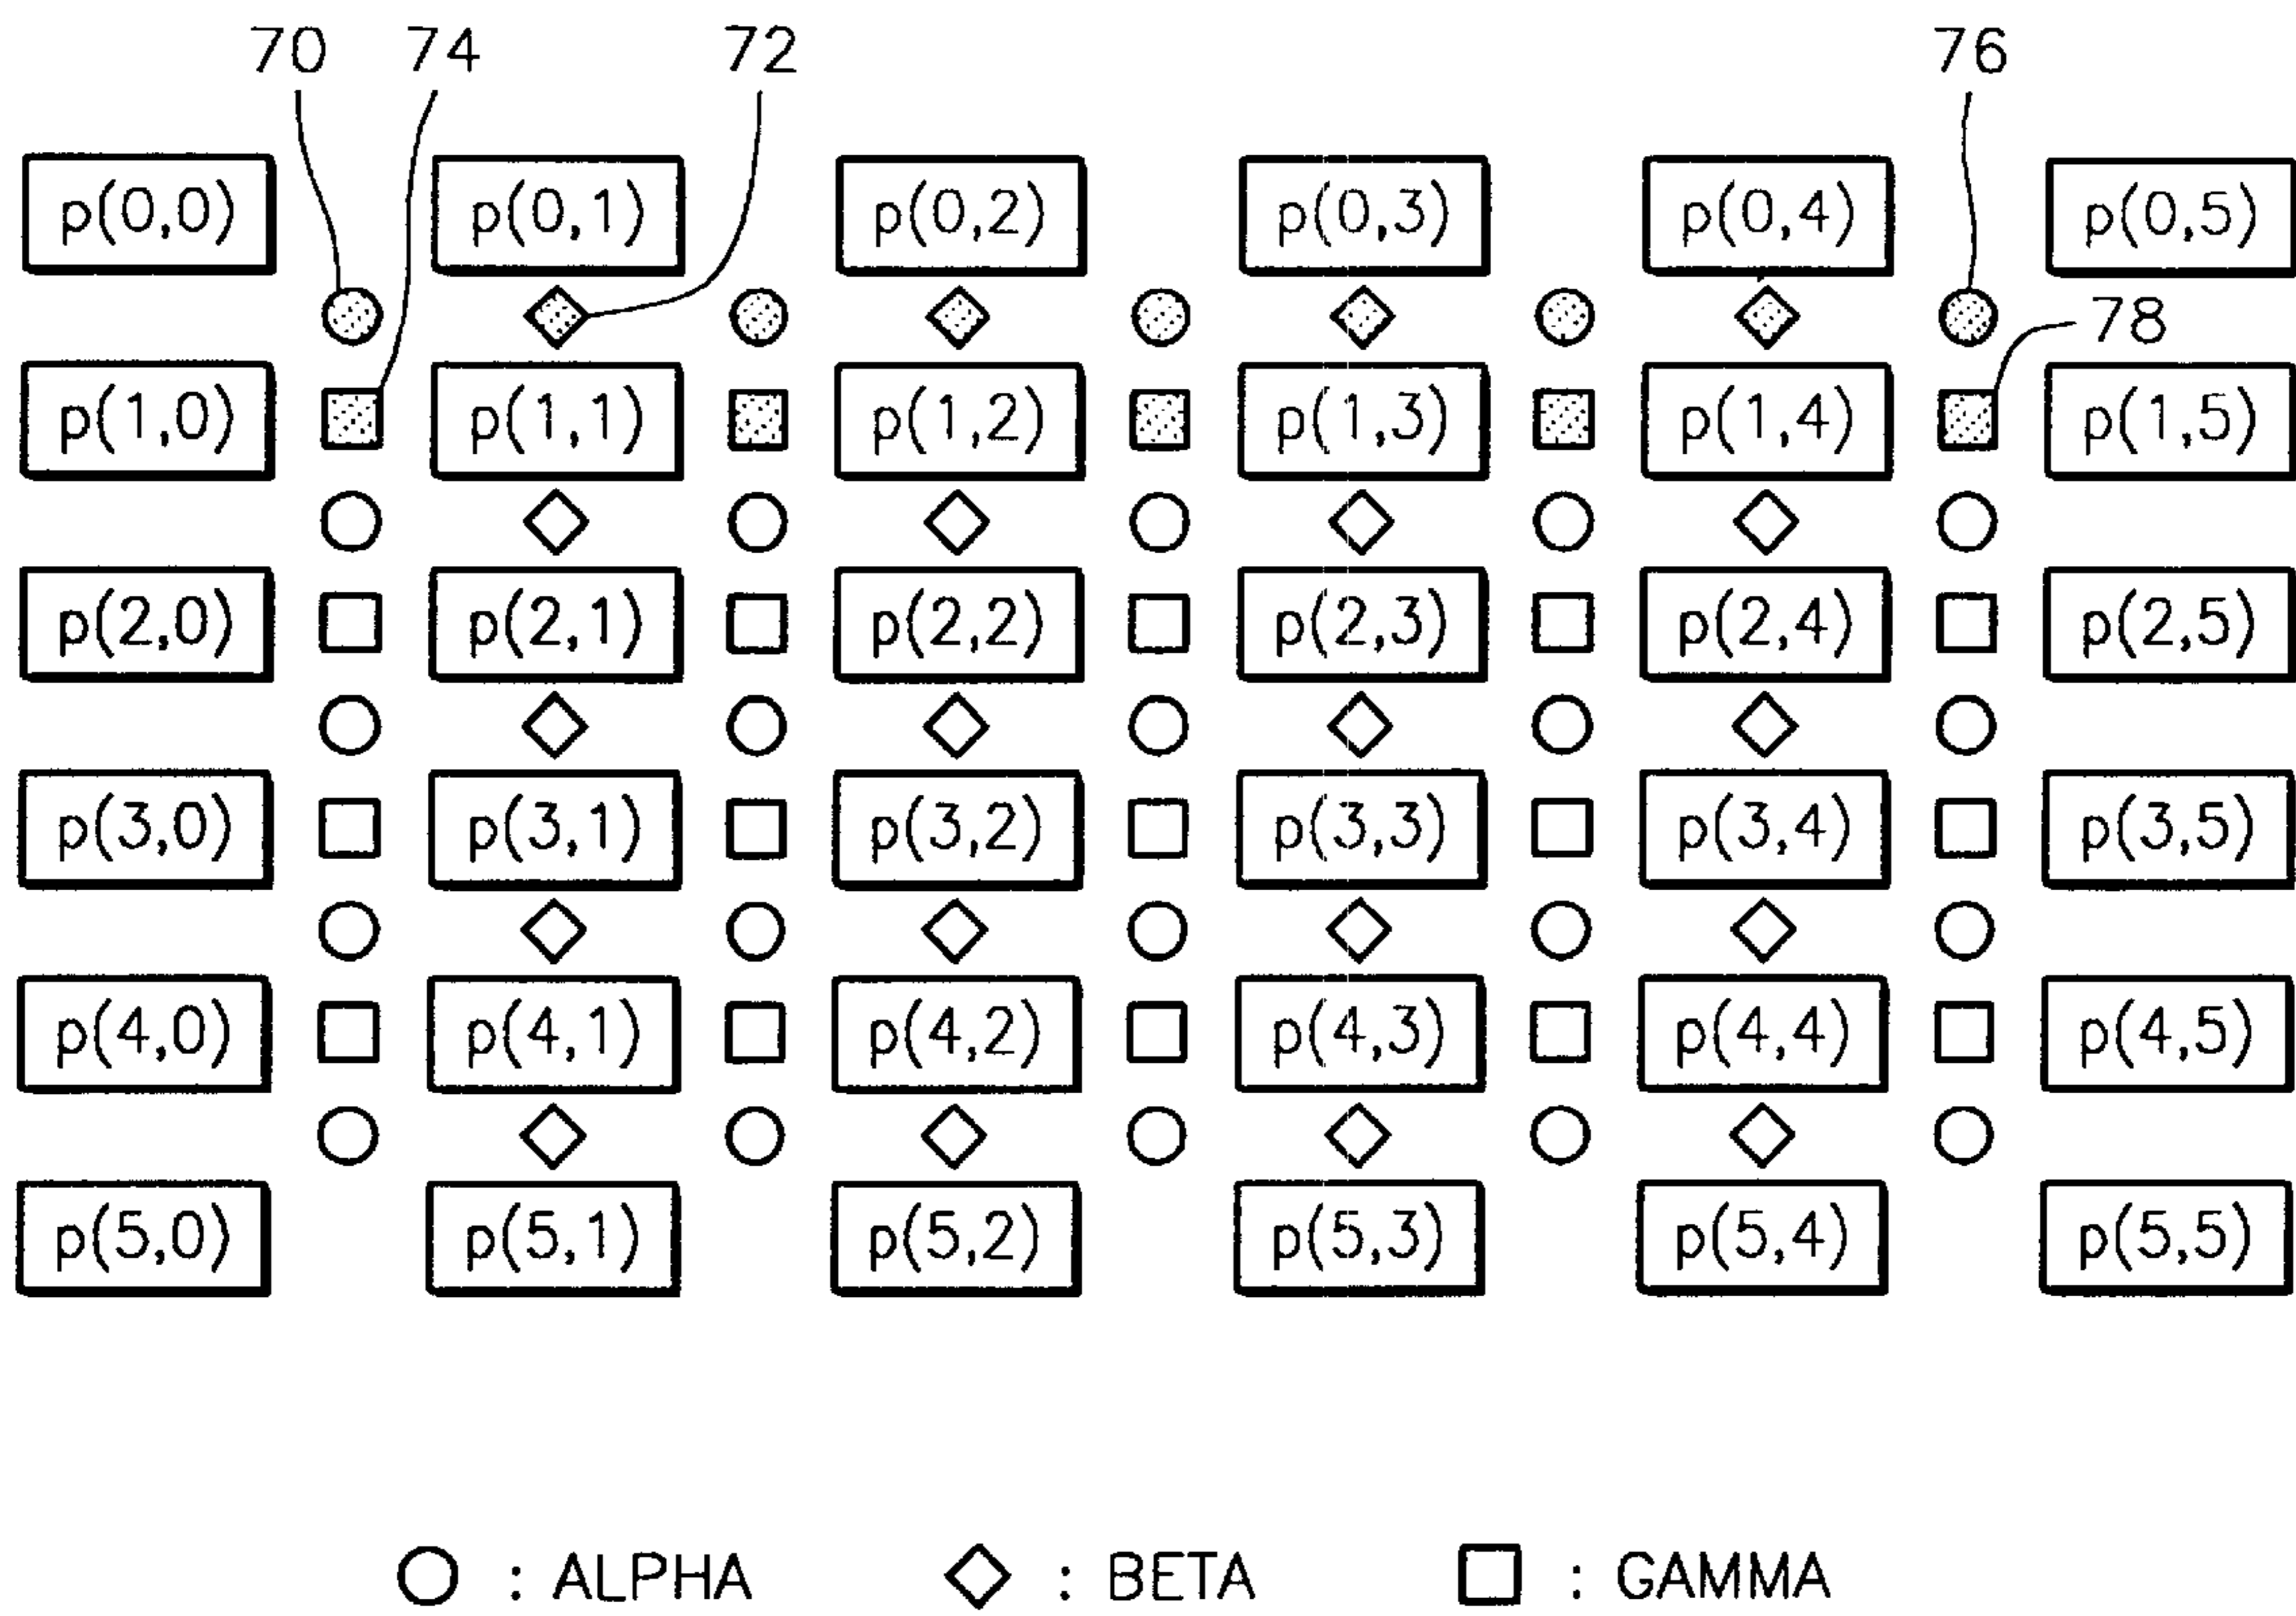 70 74 72 76
p(0,0) p(0,1) p(0,2) p(0,3) p(0,4) p(0,5)
78
p(1,0) p(1,1) p(1,2) p(1,3) p(1,4) p(1,5)
p(2,0) p(2,1) p(2,2) p(2,3) p(2,4) p(2,5)
p(3,0) p(3,1) p(3,2) p(3,3) p(3,4) p(3,5)
p(4,0) p(4,1) p(4,2) p(4,3) p(4,4) p(4,5)
p(5,0) p(5,1) p(5,2) p(5,3) p(5,4) p(5,5)
: ALPHA : BETA : GAMMA